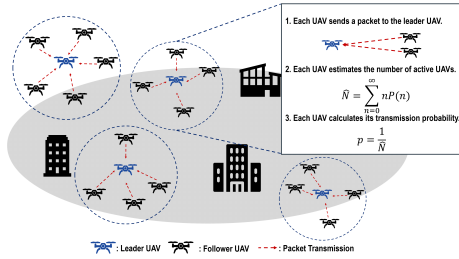 1. Each UAV sends a packet to the leader UAV.
2. Each UAV estimates the number of active UAVs.
N̂ = ∑_{n=0}^{∞} nP(n)
3. Each UAV calculates its transmission probability.
p = 1/N̂
: Leader UAV : Follower UAV : Packet Transmission